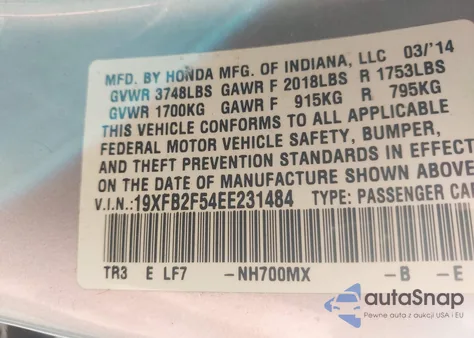 MFD. BY HONDA MFG. OF INDIANA, LLC 03/'14
GVWR 3748LBS GAWR F 2018LBS R 1753LBS
GVWR 1700KG GAWR F 915KG R 795KG
THIS VEHICLE CONFORMS TO ALL APPLICABLE
FEDERAL MOTOR VEHICLE SAFETY, BUMPER,
AND THEFT PREVENTION STANDARDS IN EFFECT
ON THE DATE OF MANUFACTURE SHOWN ABOVE
V.I.N.:19XFB2F54EE231484 TYPE: PASSENGER CAR
TR3 E LF7 -NH700MX -B -E
autoSnap
Pewne auta z aukcji USA i EU